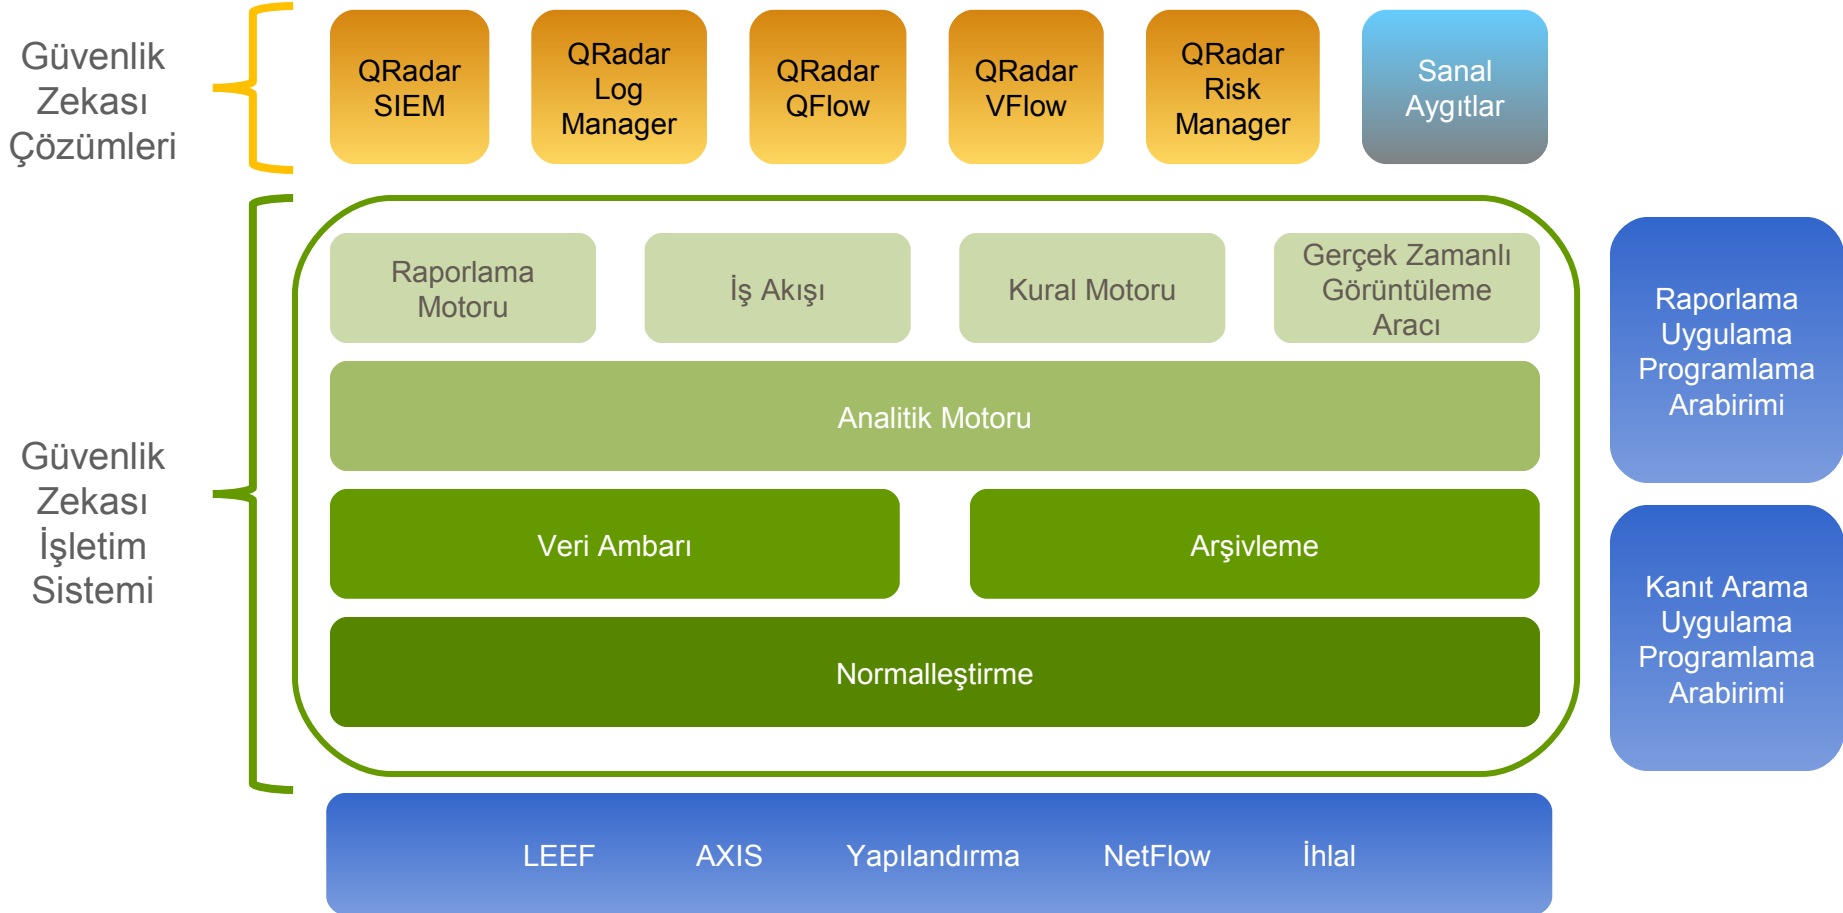 Güvenlik
Zekası
Çözümleri
QRadar
SIEM
QRadar
Log
Manager
QRadar
QFlow
QRadar
VFlow
QRadar
Risk
Manager
Sanal
Aygıtlar
Güvenlik
Zekası
İşletim
Sistemi
Raporlama
Motoru
İş Akışı
Kural Motoru
Gerçek Zamanlı
Görüntüleme
Aracı
Analitik Motoru
Veri Ambarı
Arşivleme
Normalleştirme
Raporlama
Uygulama
Programlama
Arabirimi
Kanıt Arama
Uygulama
Programlama
Arabirimi
LEEF AXIS Yapılandırma NetFlow İhlal